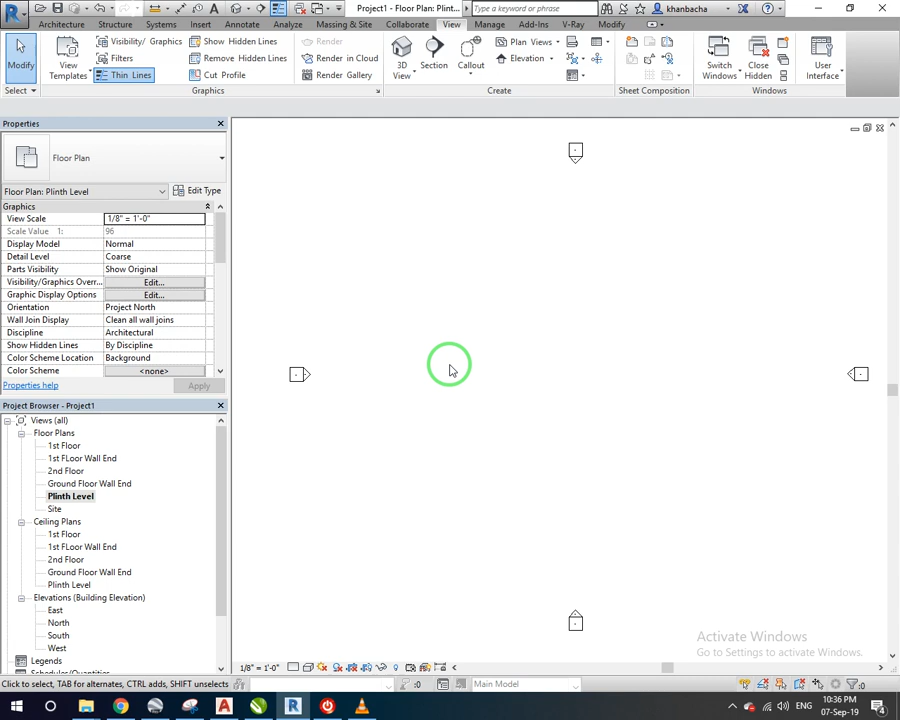 Project1 - Floor Plan: Plint...
Type a keyword or phrase
khanbacha
Architecture Structure Systems Insert Annotate Analyze Massing & Site Collaborate View Manage Add-Ins V-Ray Modify
Modify
View Templates
Visibility/ Graphics
Filters
Thin Lines
Show Hidden Lines
Remove Hidden Lines
Cut Profile
Render
Render in Cloud
Render Gallery
3D View
Section
Callout
Plan Views
Elevation
Switch Windows
Close Hidden
User Interface
Select Graphics Create Sheet Composition Windows
Properties
Floor Plan
Floor Plan: Plinth Level Edit Type
Graphics
View Scale 1/8" = 1'-0"
Scale Value 1: 96
Display Model Normal
Detail Level Coarse
Parts Visibility Show Original
Visibility/Graphics Overr... Edit...
Graphic Display Options Edit...
Orientation Project North
Wall Join Display Clean all wall joins
Discipline Architectural
Show Hidden Lines By Discipline
Color Scheme Location Background
Color Scheme <none>
Properties help Apply
Project Browser - Project1
Views (all)
Floor Plans
1st Floor
1st FLoor Wall End
2nd Floor
Ground Floor Wall End
Plinth Level
Site
Ceiling Plans
1st Floor
1st FLoor Wall End
2nd Floor
Ground Floor Wall End
Plinth Level
Elevations (Building Elevation)
East
North
South
West
Legends
Schedules/Quantities
Activate Windows
Go to Settings to activate Windows.
1/8" = 1'-0"
Click to select, TAB for alternates, CTRL adds, SHIFT unselects
:0
Main Model
:0
ENG
10:36 PM
07-Sep-19
4